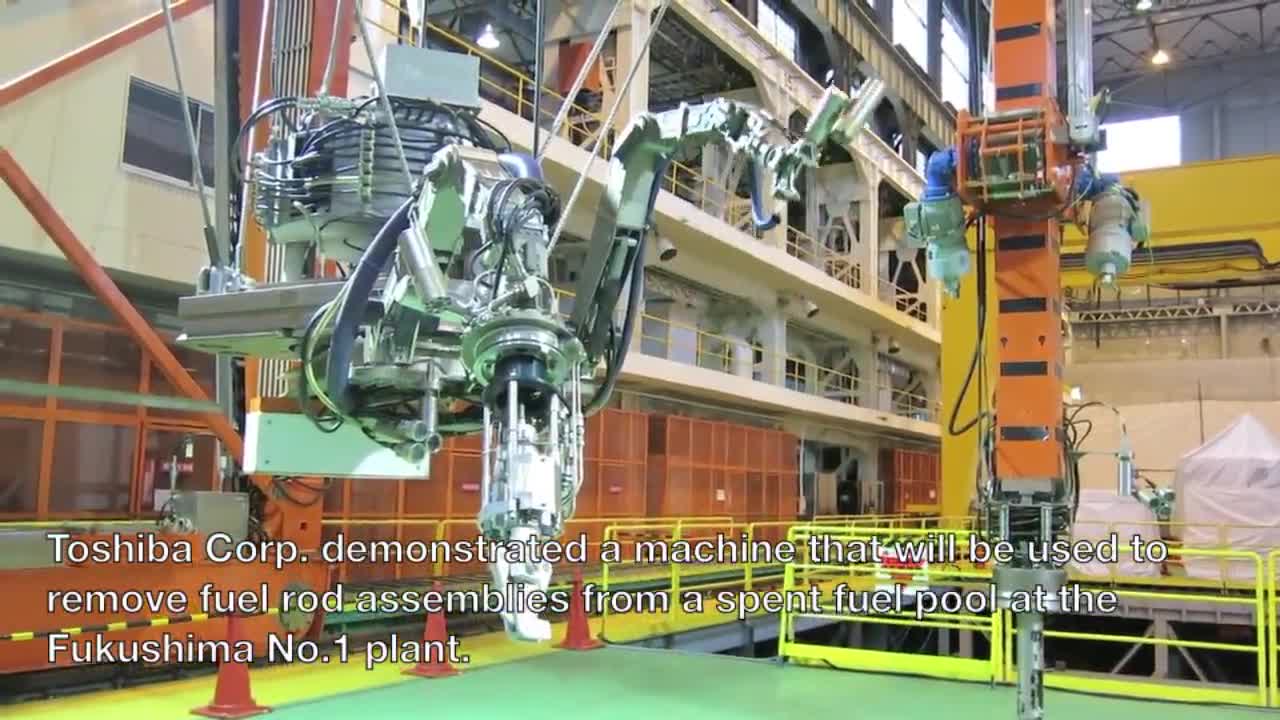 Toshiba Corp. demonstrated a machine that will be used to
remove fuel rod assemblies from a spent fuel pool at the
Fukushima No.1 plant.